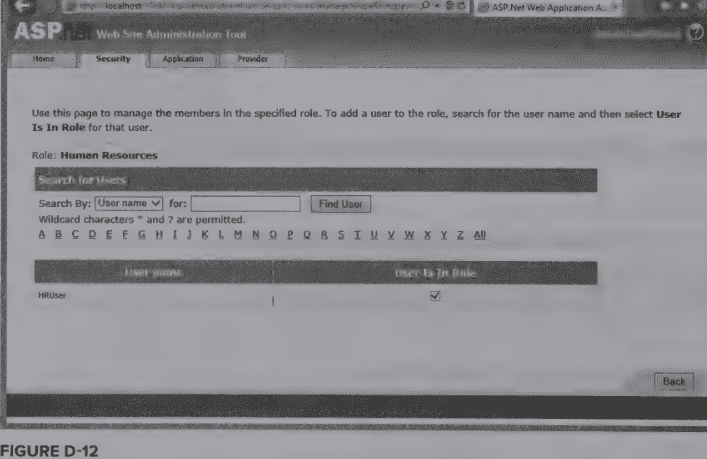 localhost
ASP.Net Web Application A...
ASP.net Web Site Administration Tool
Home Security Application Provider
Use this page to manage the members in the specified role. To add a user to the role, search for the user name and then select User
Is In Role for that user.
Role: Human Resources
Search for Users
Search By: User name for: Find User
Wildcard characters * and ? are permitted.
A B C D E F G H I J K L M N O P Q R S T U V W X Y Z All
User name User Is In Role
HRUser
Back
FIGURE D-12